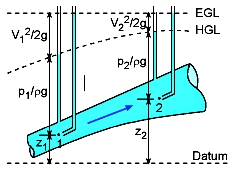 EGL
V₁²/2g
V₂²/2g
HGL
p₁/ρg
p₂/ρg
z₁
1
2
z₂
Datum